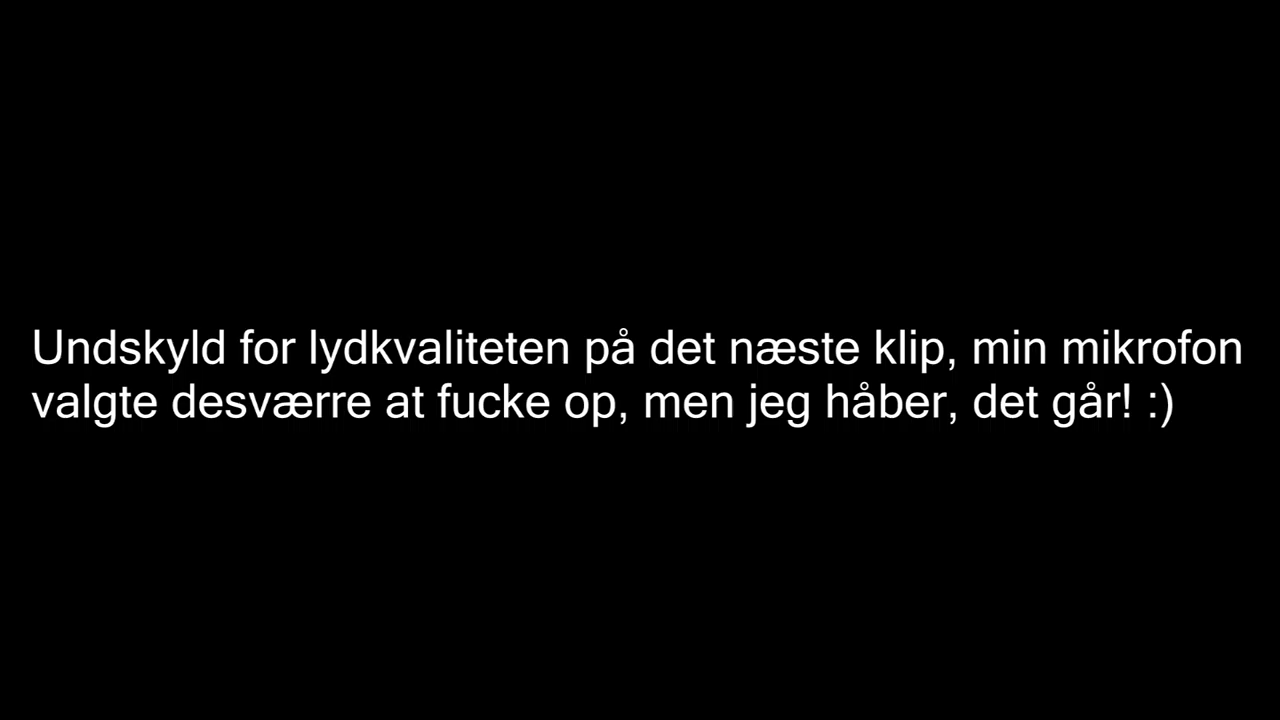 Undskyld for lydkvaliteten på det næste klip, min mikrofon
valgte desværre at fucke op, men jeg håber, det går! :)